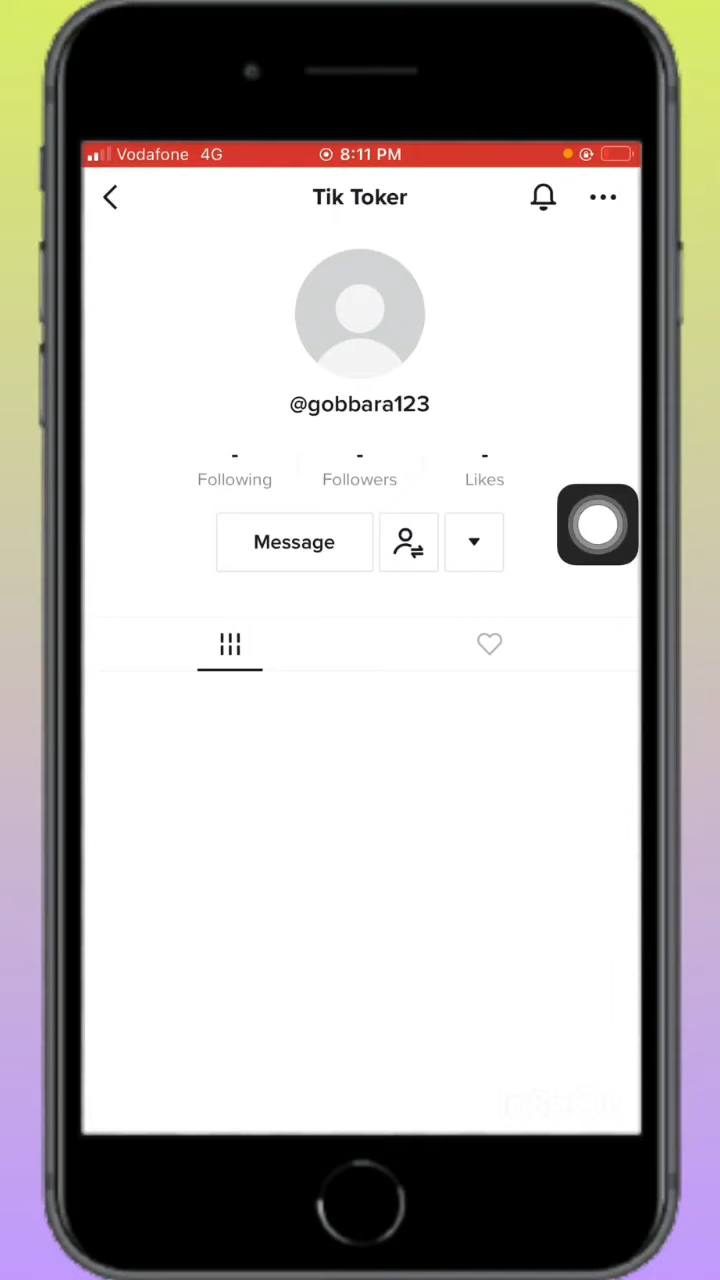 Vodafone 4G 8:11 PM
Tik Toker
@gobbara123
- - -
Following Followers Likes
Message